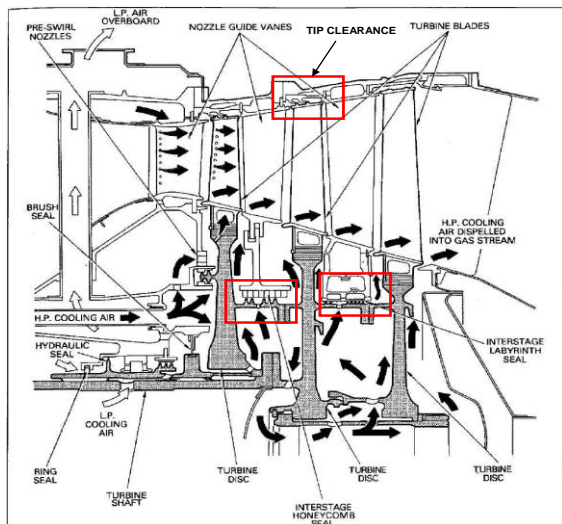 L.P. AIR
OVERBOARD
PRE-SWIRL
NOZZLES
NOZZLE GUIDE VANES
TIP CLEARANCE
TURBINE BLADES
BRUSH
SEAL
H.P. COOLING
AIR DISPELLED
INTO GAS STREAM
H.P. COOLING AIR
HYDRAULIC
SEAL
INTERSTAGE
LABYRINTH
SEAL
L.P.
COOLING
AIR
RING
SEAL
TURBINE
SHAFT
TURBINE
DISC
INTERSTAGE
HONEYCOMB
SEAL
TURBINE
DISC
TURBINE
DISC